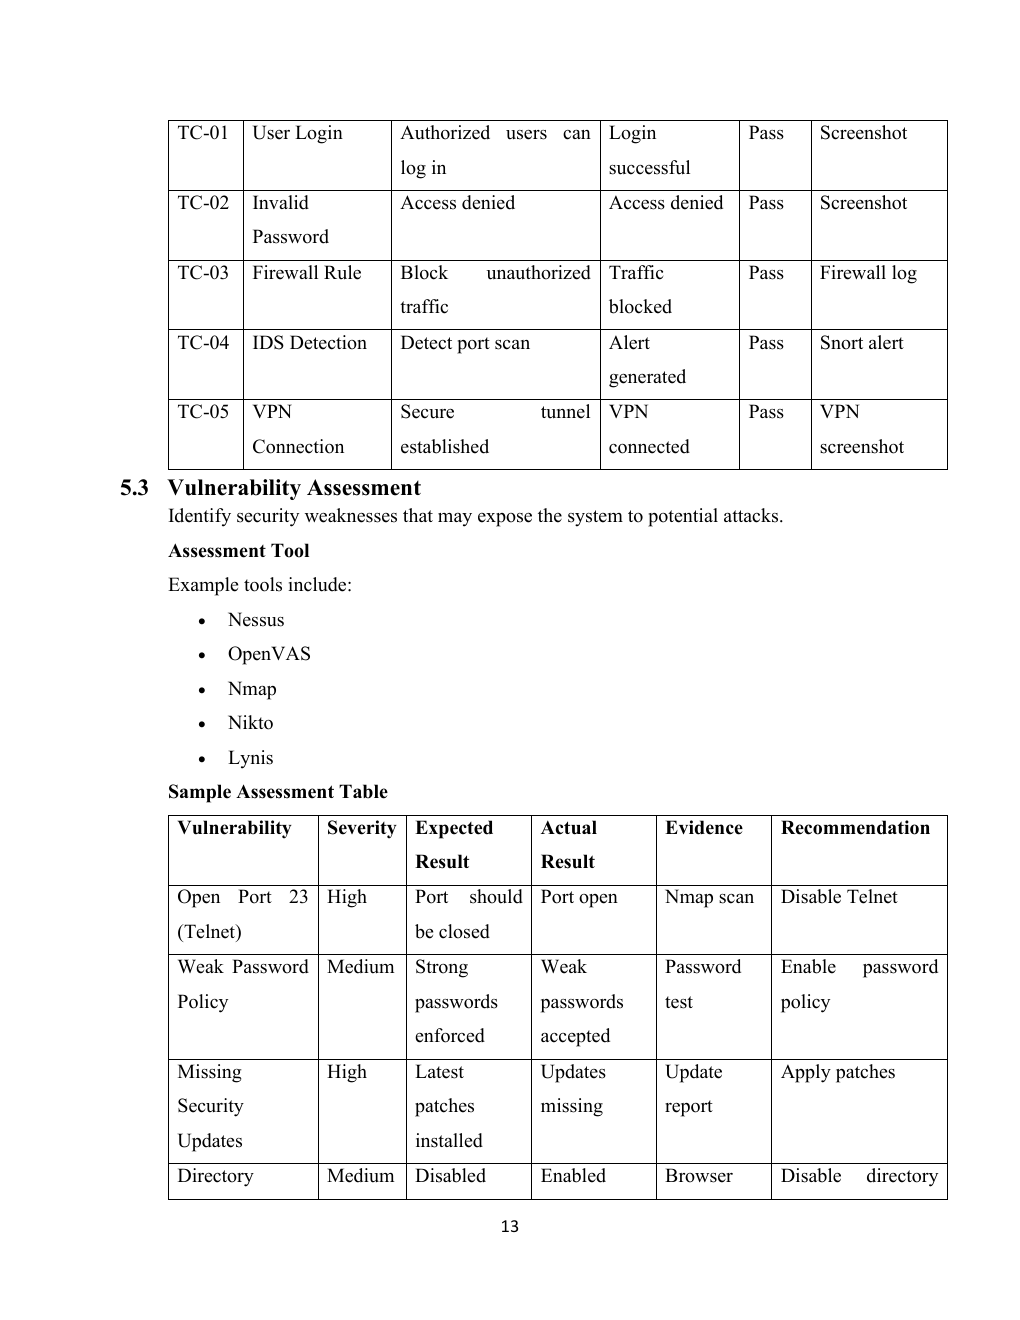 TC-01 User Login Authorized users can Login Pass Screenshot
log in successful
TC-02 Invalid Access denied Access denied Pass Screenshot
Password
TC-03 Firewall Rule Block unauthorized Traffic Pass Firewall log
traffic blocked
TC-04 IDS Detection Detect port scan Alert Pass Snort alert
generated
TC-05 VPN Secure tunnel VPN Pass VPN
Connection established connected screenshot
5.3 Vulnerability Assessment
Identify security weaknesses that may expose the system to potential attacks.
Assessment Tool
Example tools include:
• Nessus
• OpenVAS
• Nmap
• Nikto
• Lynis
Sample Assessment Table
Vulnerability Severity Expected Actual Evidence Recommendation
Result Result
Open Port 23 High Port should Port open Nmap scan Disable Telnet
(Telnet) be closed
Weak Password Medium Strong Weak Password Enable password
Policy passwords passwords test policy
enforced accepted
Missing High Latest Updates Update Apply patches
Security patches missing report
Updates installed
Directory Medium Disabled Enabled Browser Disable directory
13